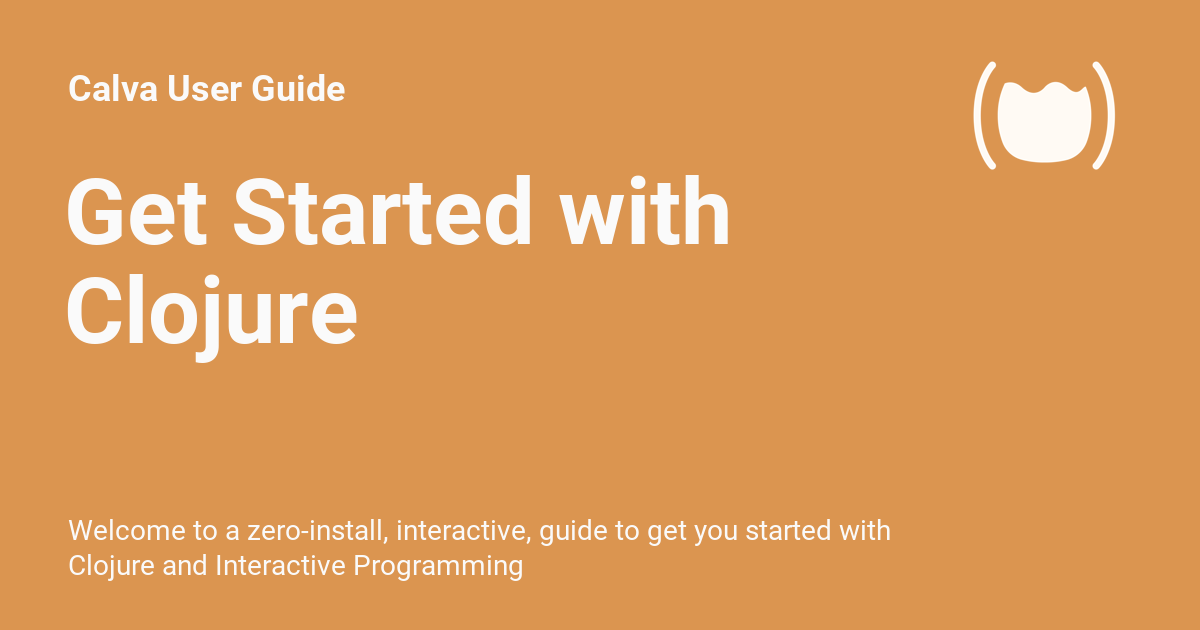 Calva User Guide
Get Started with
Clojure
Welcome to a zero-install, interactive, guide to get you started with
Clojure and Interactive Programming